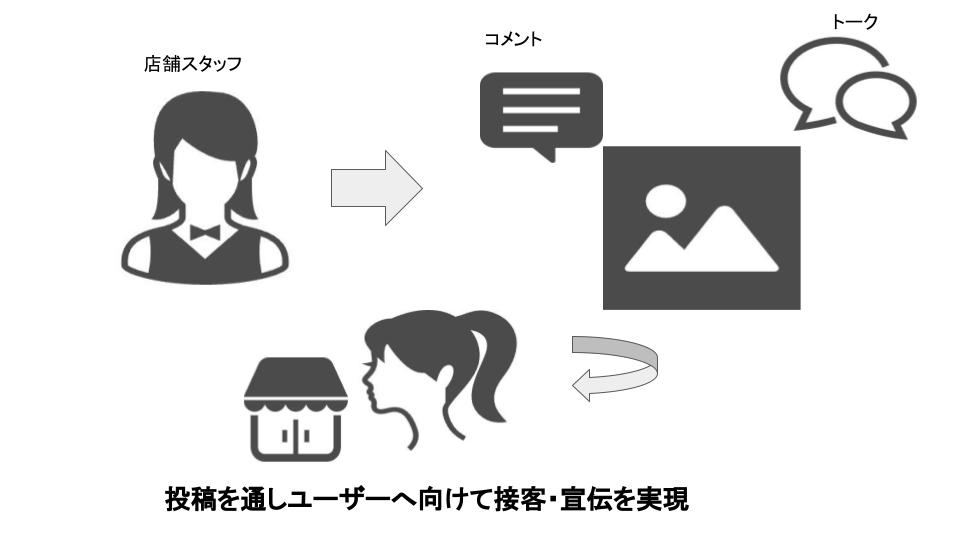 トーク
コメント
店舗スタッフ
投稿を通しユーザーへ向けて接客・宣伝を実現